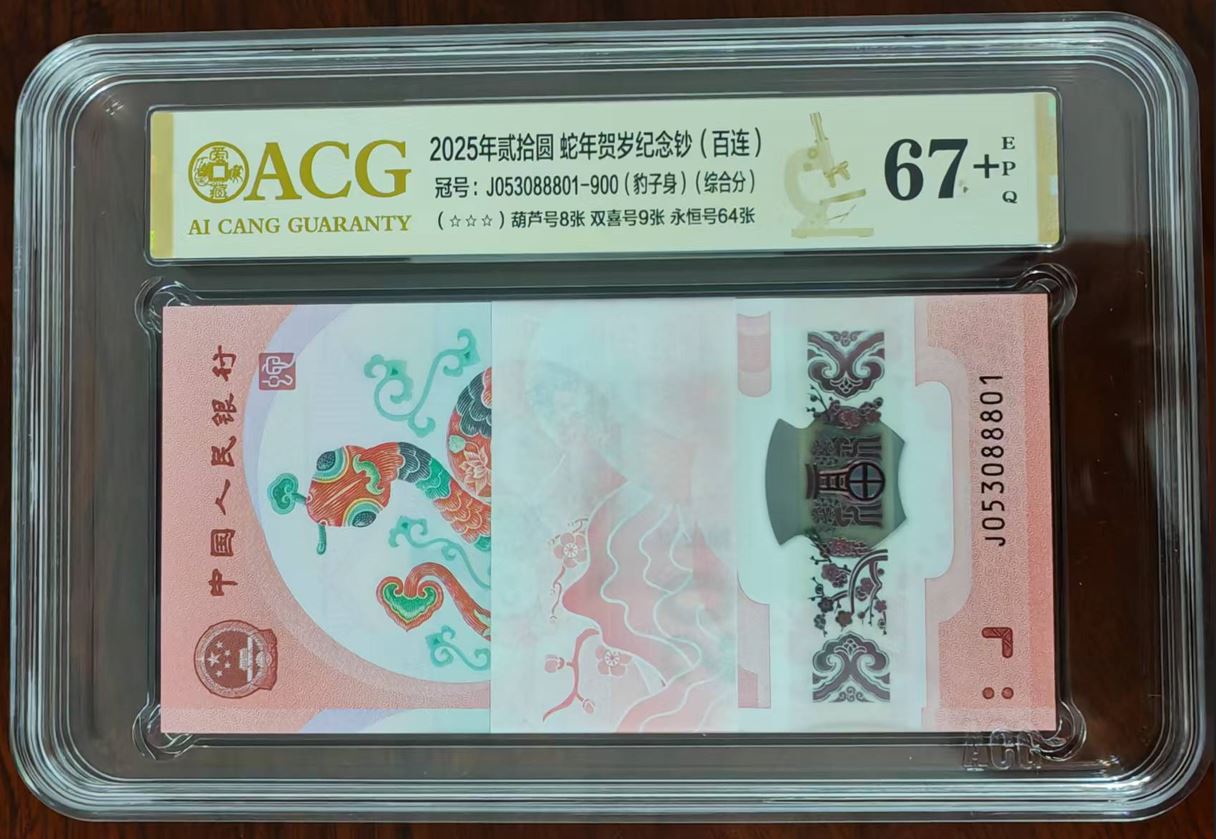 ACG
AI CANG GUARANTY
2025年贰拾圆 蛇年贺岁纪念钞（百连）
冠号：J053088801-900（豹子身）（综合分）
（☆☆☆）葫芦号8张 双喜号9张 永恒号64张
67+
EPQ
中国人民银行
J053088801
ACG